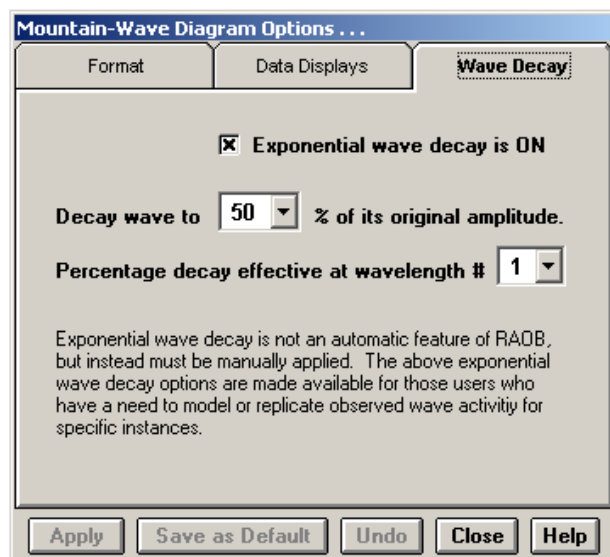 Mountain-Wave Diagram Options . . .
Format
Data Displays
Wave Decay
Exponential wave decay is ON
Decay wave to 50 % of its original amplitude.
Percentage decay effective at wavelength # 1
Exponential wave decay is not an automatic feature of RAOB,
but instead must be manually applied. The above exponential
wave decay options are made available for those users who
have a need to model or replicate observed wave activitiy for
specific instances.
Apply
Save as Default
Undo
Close
Help